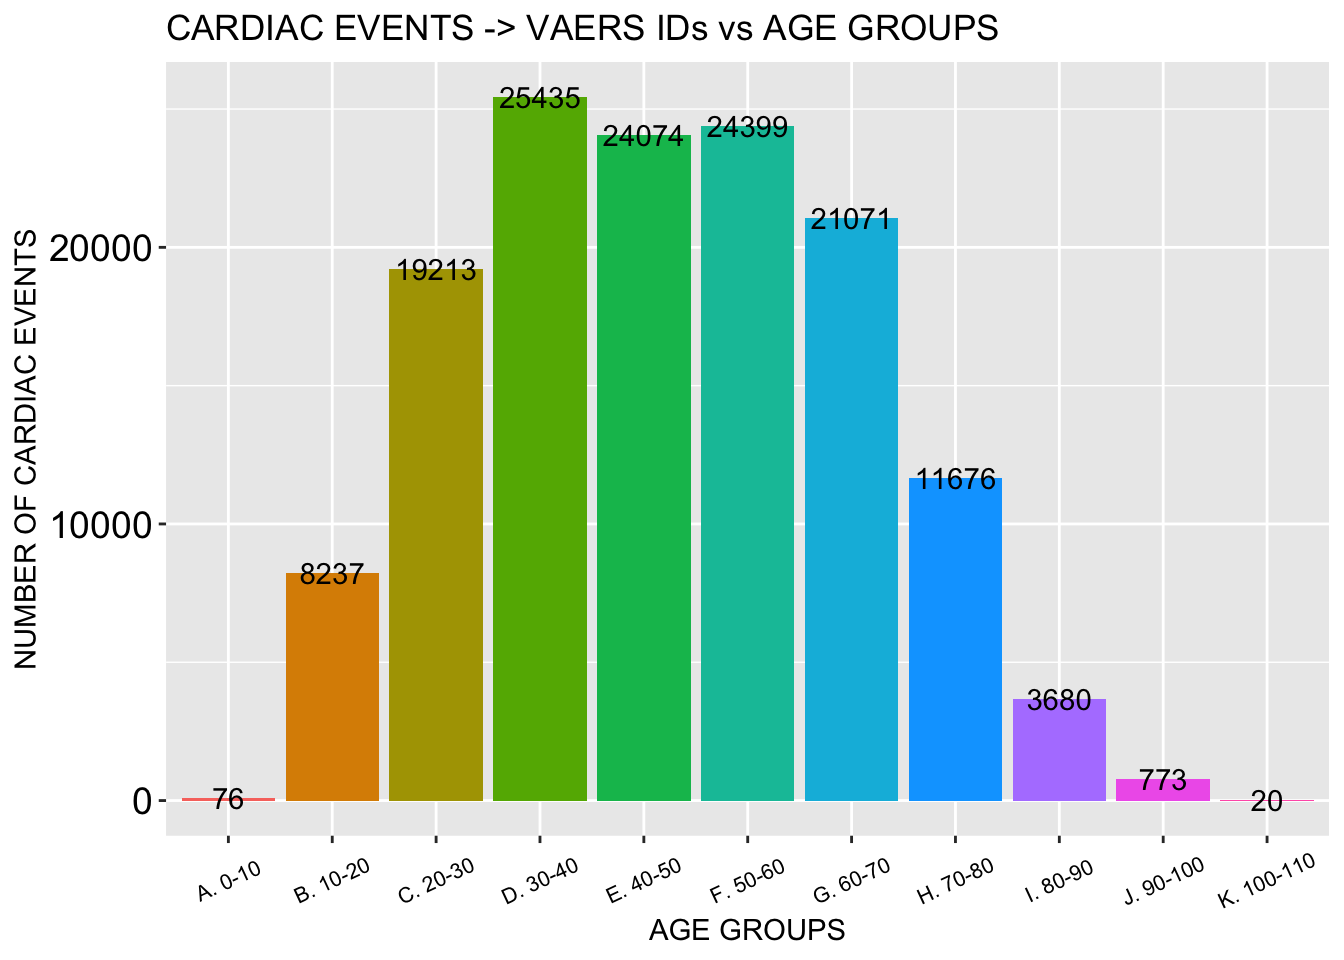 CARDIAC EVENTS -> VAERS IDs vs AGE GROUPS
NUMBER OF CARDIAC EVENTS
20000
10000
0
76
8237
19213
25435
24074
24399
21071
11676
3680
773
20
A. 0-10
B. 10-20
C. 20-30
D. 30-40
E. 40-50
F. 50-60
G. 60-70
H. 70-80
I. 80-90
J. 90-100
K. 100-110
AGE GROUPS